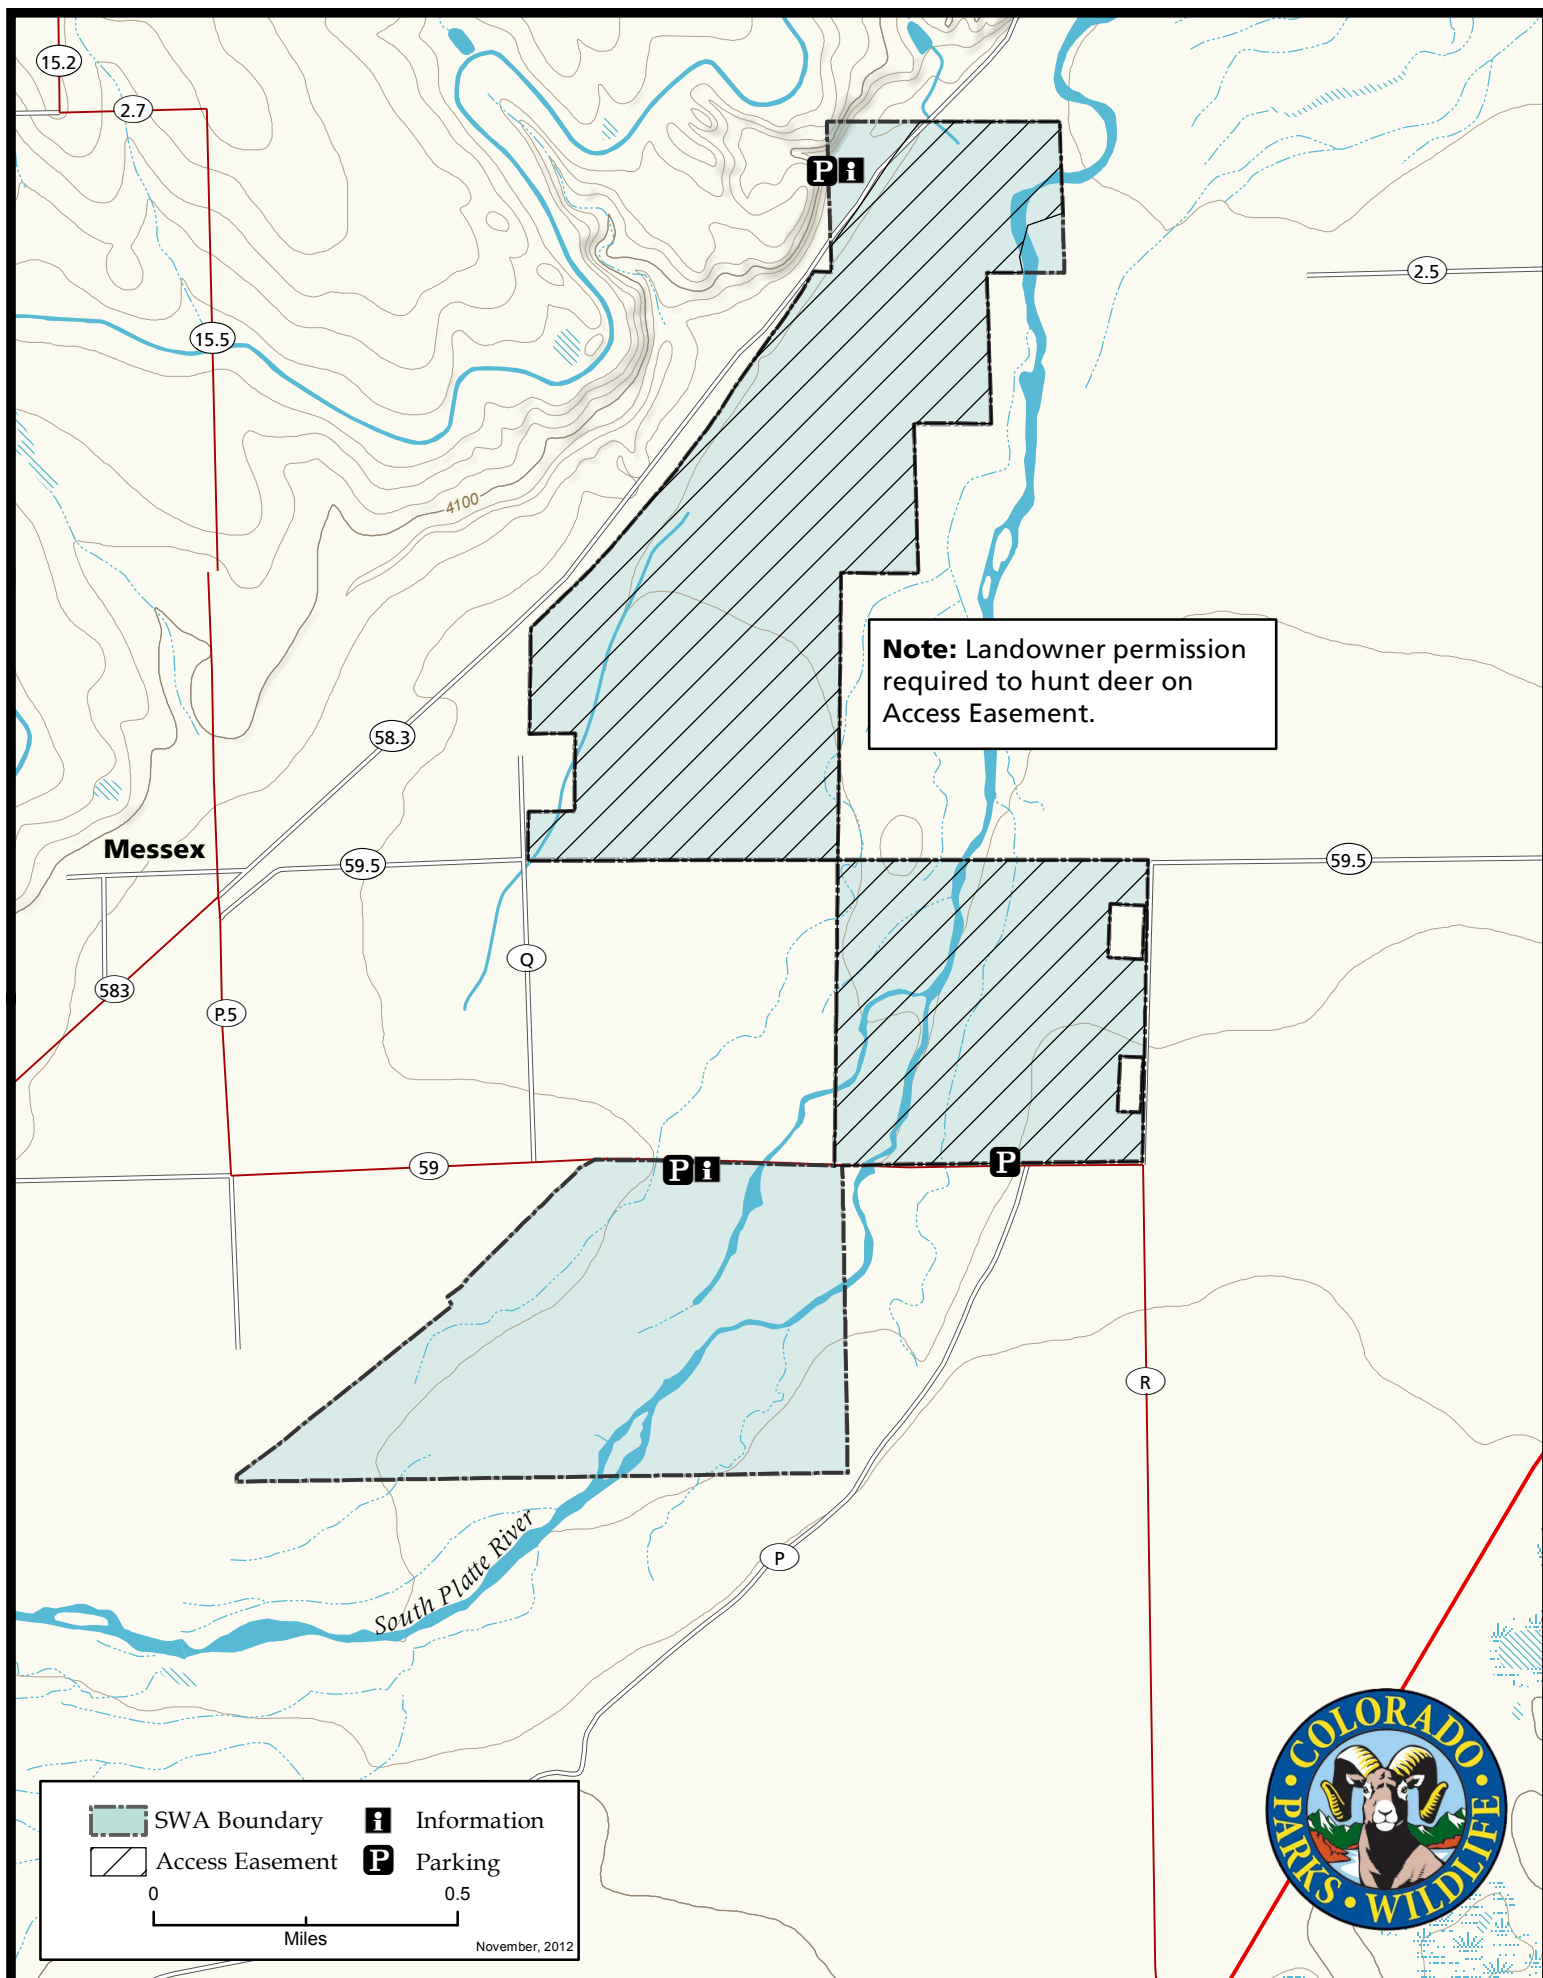 15.2
2.7
P i
2.5
15.5
4100
Note: Landowner permission
required to hunt deer on
Access Easement.
58.3
Messex
59.5
59.5
Q
583
P.5
59
P i
P
R
South Platte River
P
COLORADO
PARKS • WILDLIFE
SWA Boundary
i Information
Access Easement
P Parking
0 0.5
Miles
November, 2012